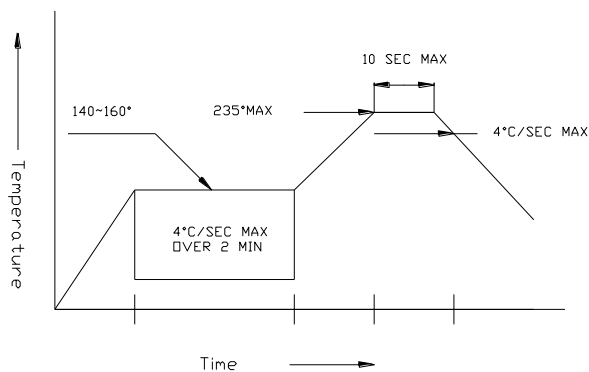 10 SEC MAX
140~160°
235°MAX
4°C/SEC MAX
4°C/SEC MAX
OVER 2 MIN
Temperature
Time